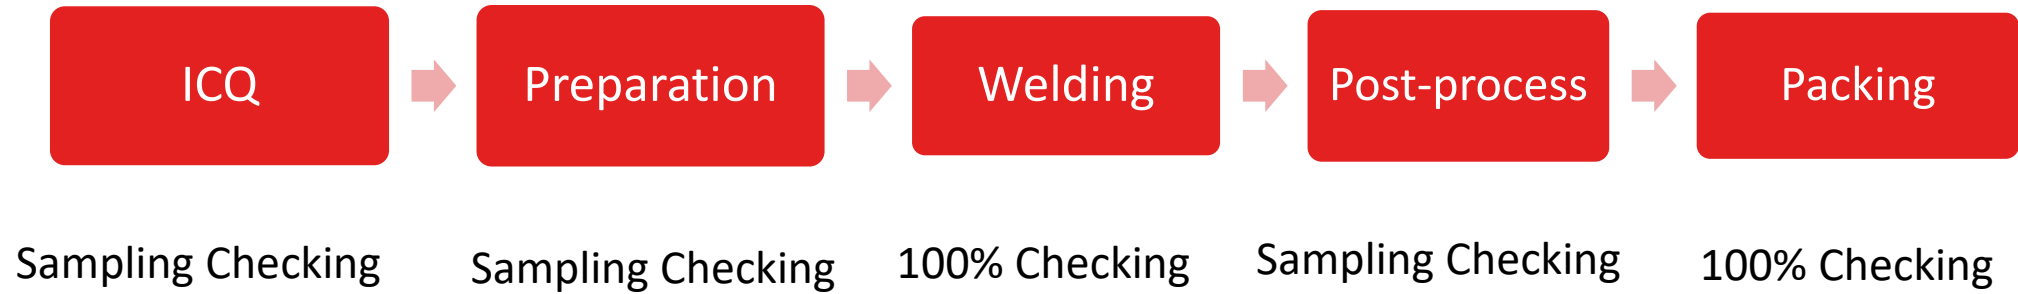 ICQ
Preparation
Welding
Post-process
Packing
Sampling Checking
Sampling Checking
100% Checking
Sampling Checking
100% Checking